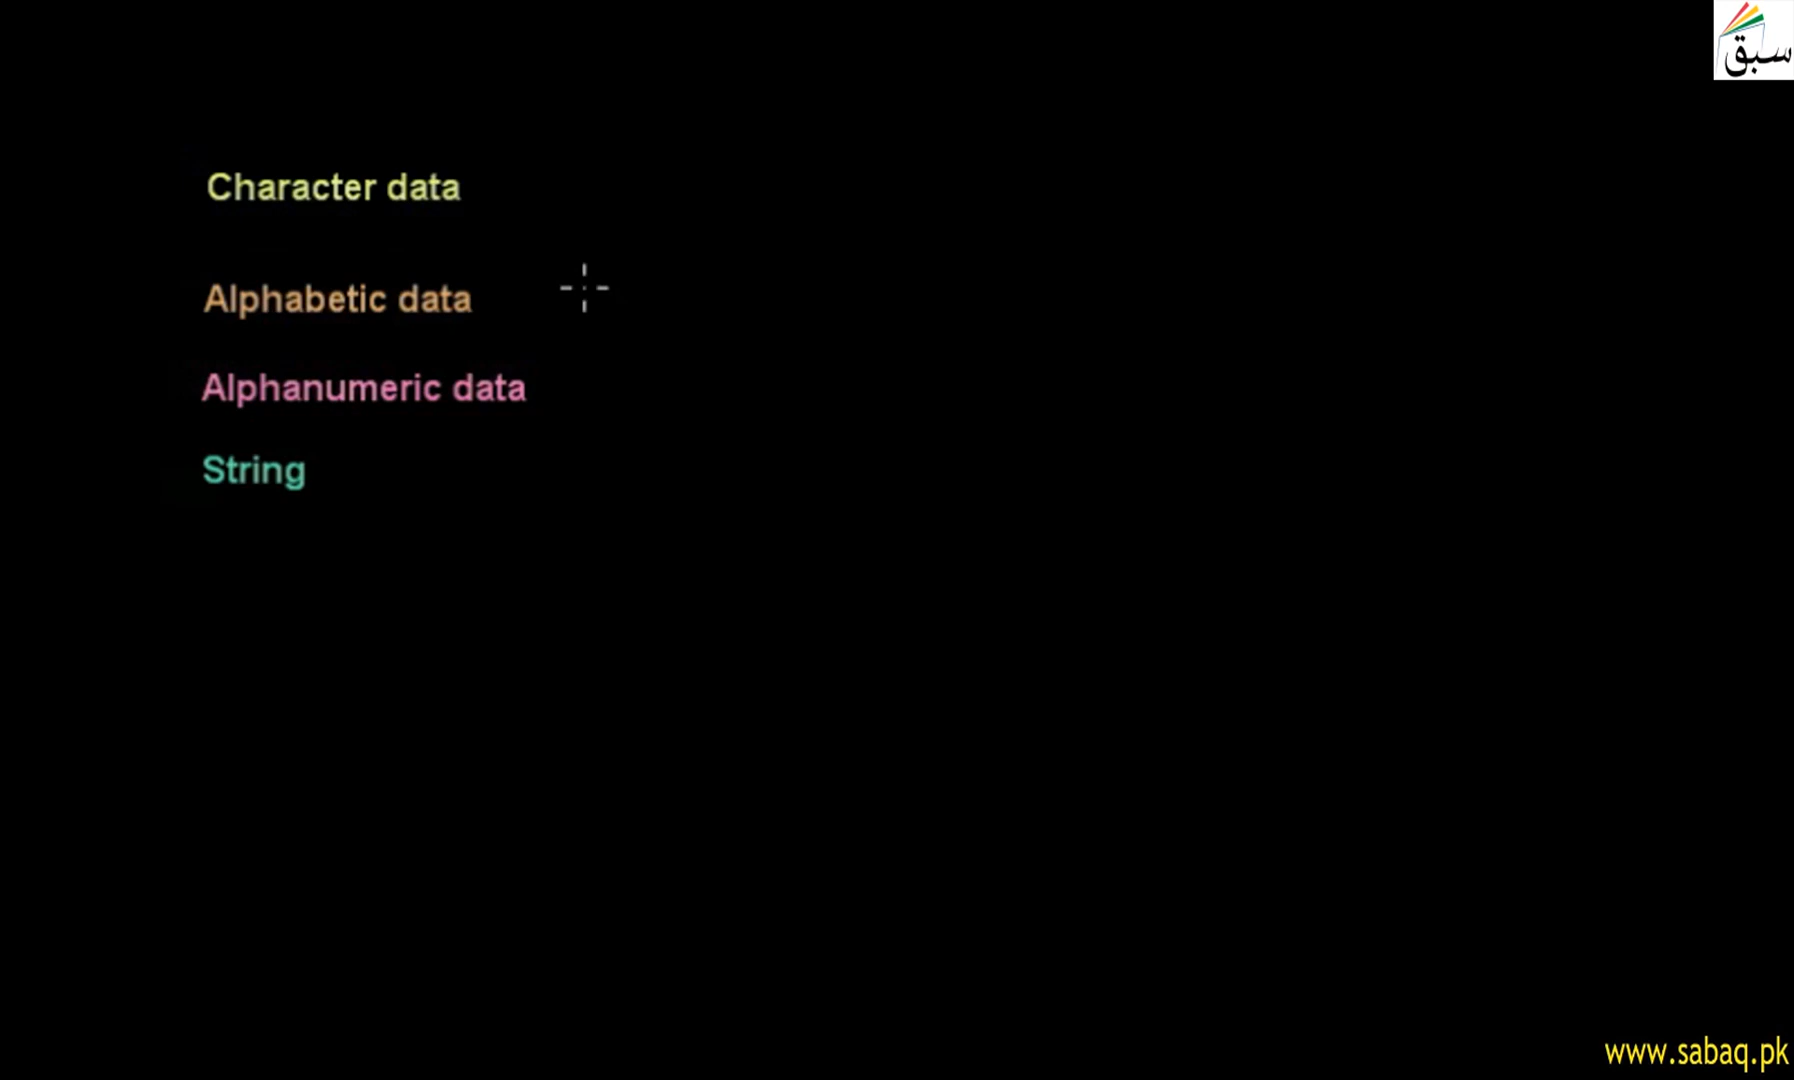 سبق
Character data
Alphabetic data
Alphanumeric data
String
www.sabaq.pk